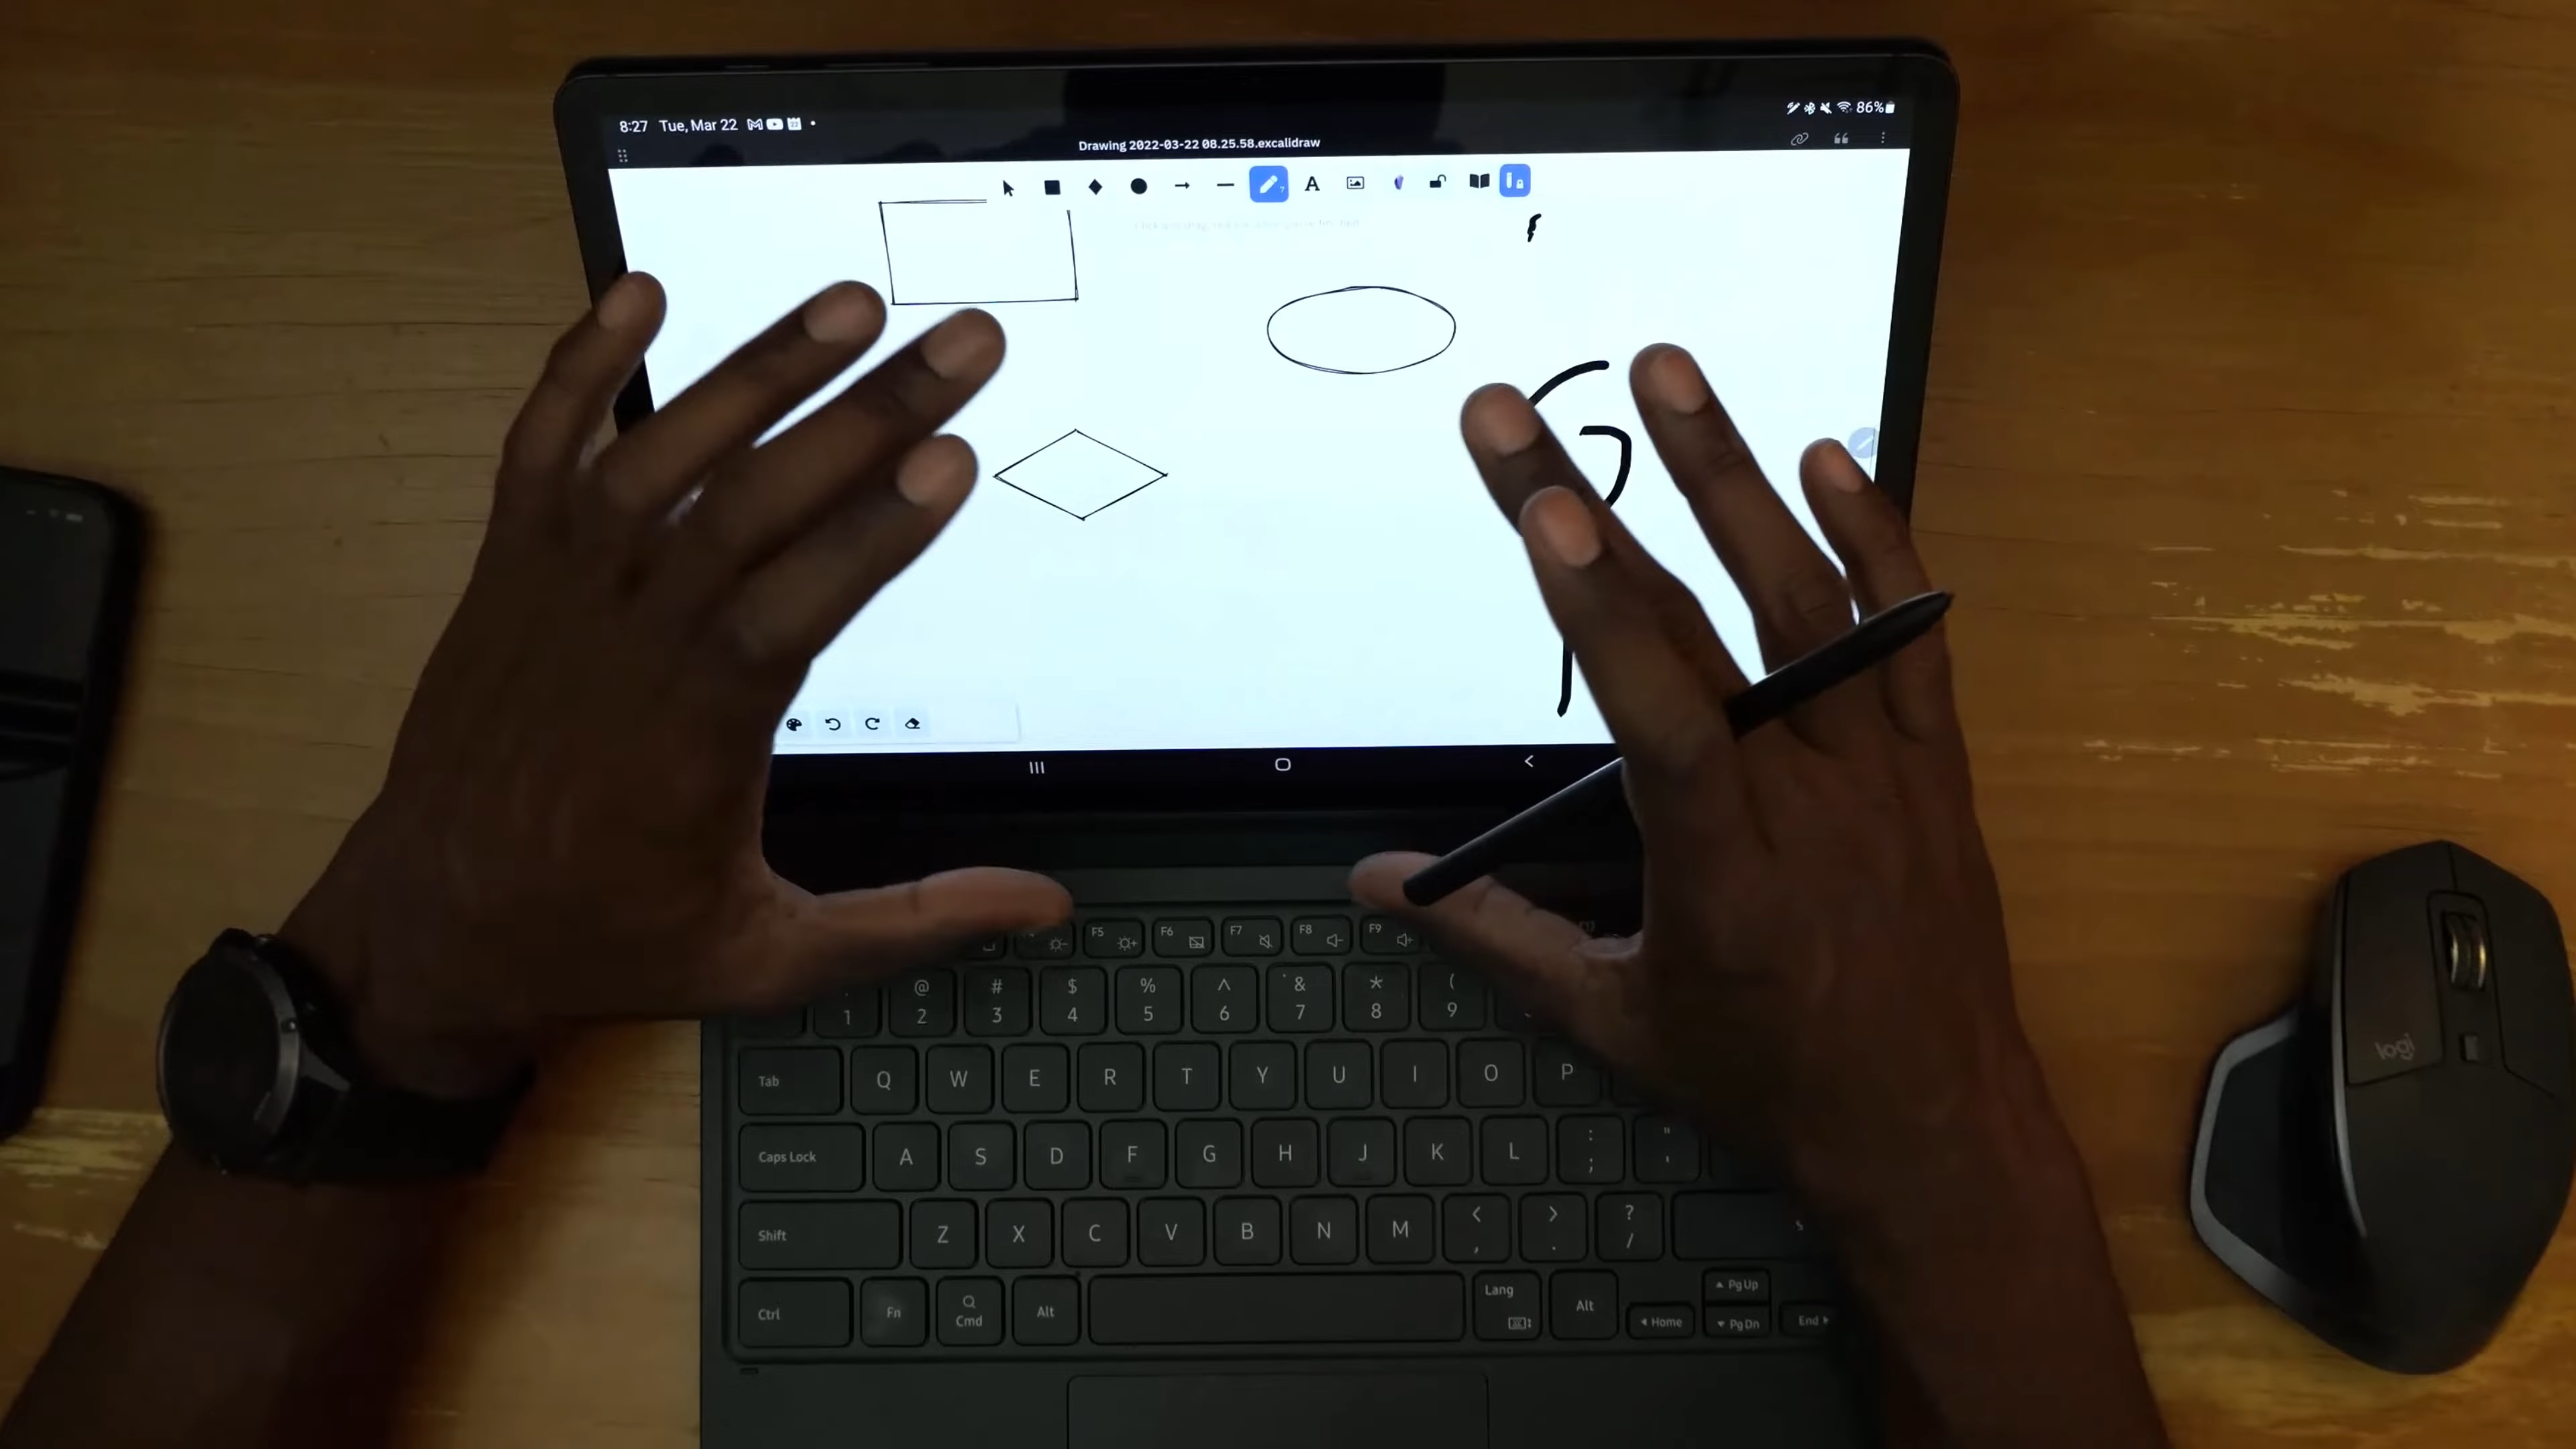 8:27 Tue, Mar 22
86%
Drawing 2022-03-22 08.25.58.excalidraw
A
F5 F6 F7 F8 F9
@ # $ % ^ & * (
1 2 3 4 5 6 7 8 9
Tab Q W E R T Y U I O P
Caps Lock A S D F G H J K L : ; " '
Shift Z X C V B N M < , > . ? /
Ctrl Fn Cmd Alt Lang Alt Home PgUp PgDn End
logi